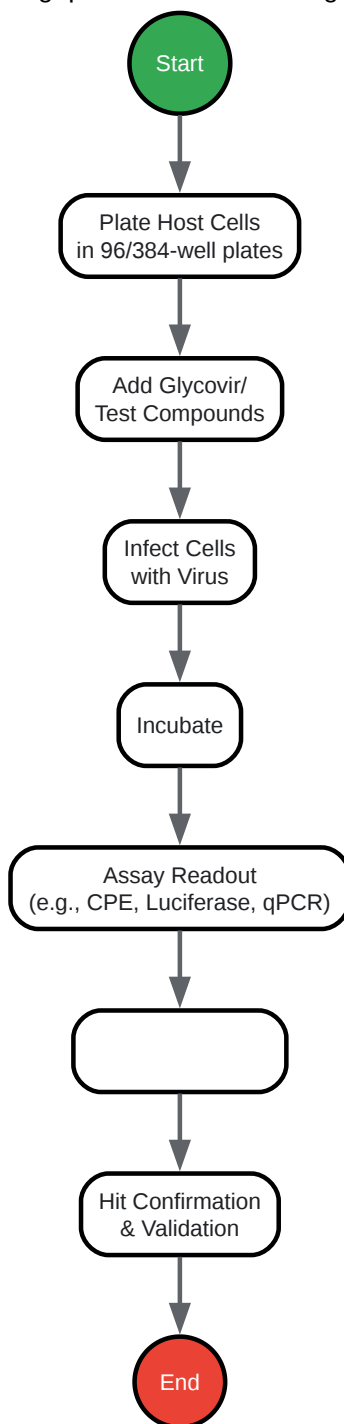 Start
Plate Host Cells
in 96/384-well plates
Add Glycovir/
Test Compounds
Infect Cells
with Virus
Incubate
Assay Readout
(e.g., CPE, Luciferase, qPCR)
Hit Confirmation
& Validation
End